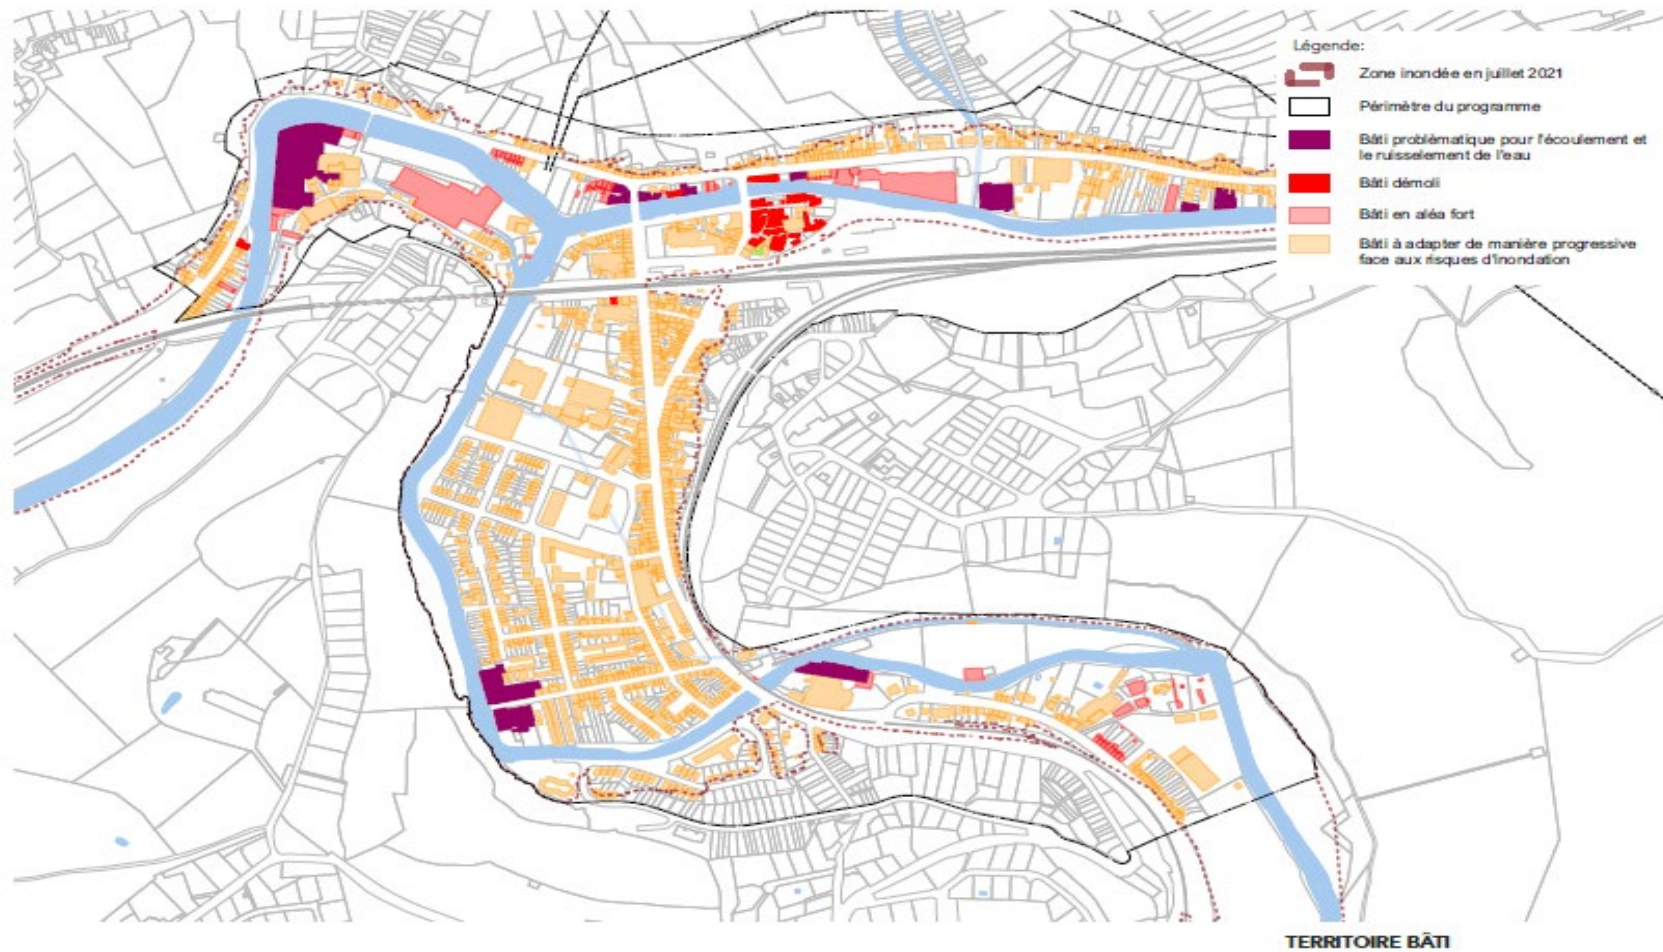 Légende:
Zone inondée en juillet 2021
Périmètre du programme
Bâti problématique pour l'écoulement et
le ruisselement de l'eau
Bâti démoli
Bâti en aléa fort
Bâti à adapter de manière progressive
face aux risques d'inondation
TERRITOIRE BÂTI